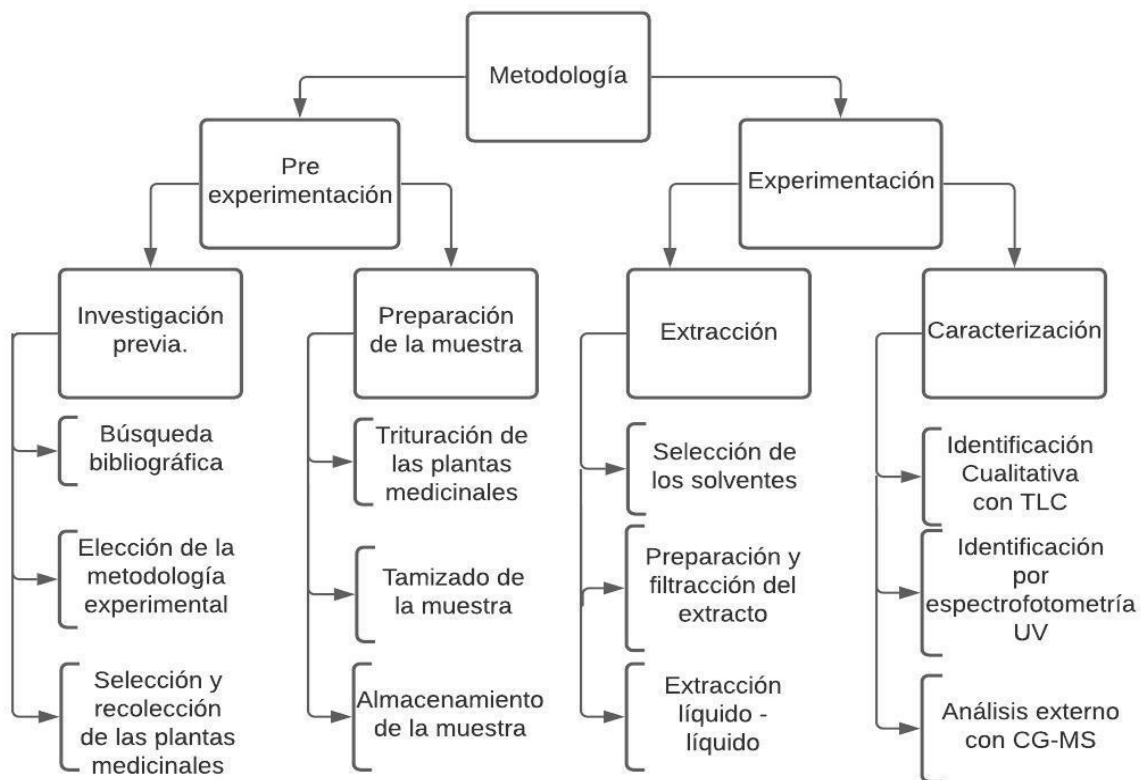 Metodología
Pre
experimentación
Experimentación
Investigación
previa.
Preparación
de la muestra
Extracción
Caracterización
Búsqueda
bibliográfica
Elección de la
metodología
experimental
Selección y
recolección
de las plantas
medicinales
Trituración de
las plantas
medicinales
Tamizado de
la muestra
Almacenamiento
de la muestra
Selección de
los solventes
Preparación y
filtracción del
extracto
Extracción
líquido -
líquido
Identificación
Cualitativa
con TLC
Identificación
por
espectrofotometría
UV
Análisis externo
con CG-MS